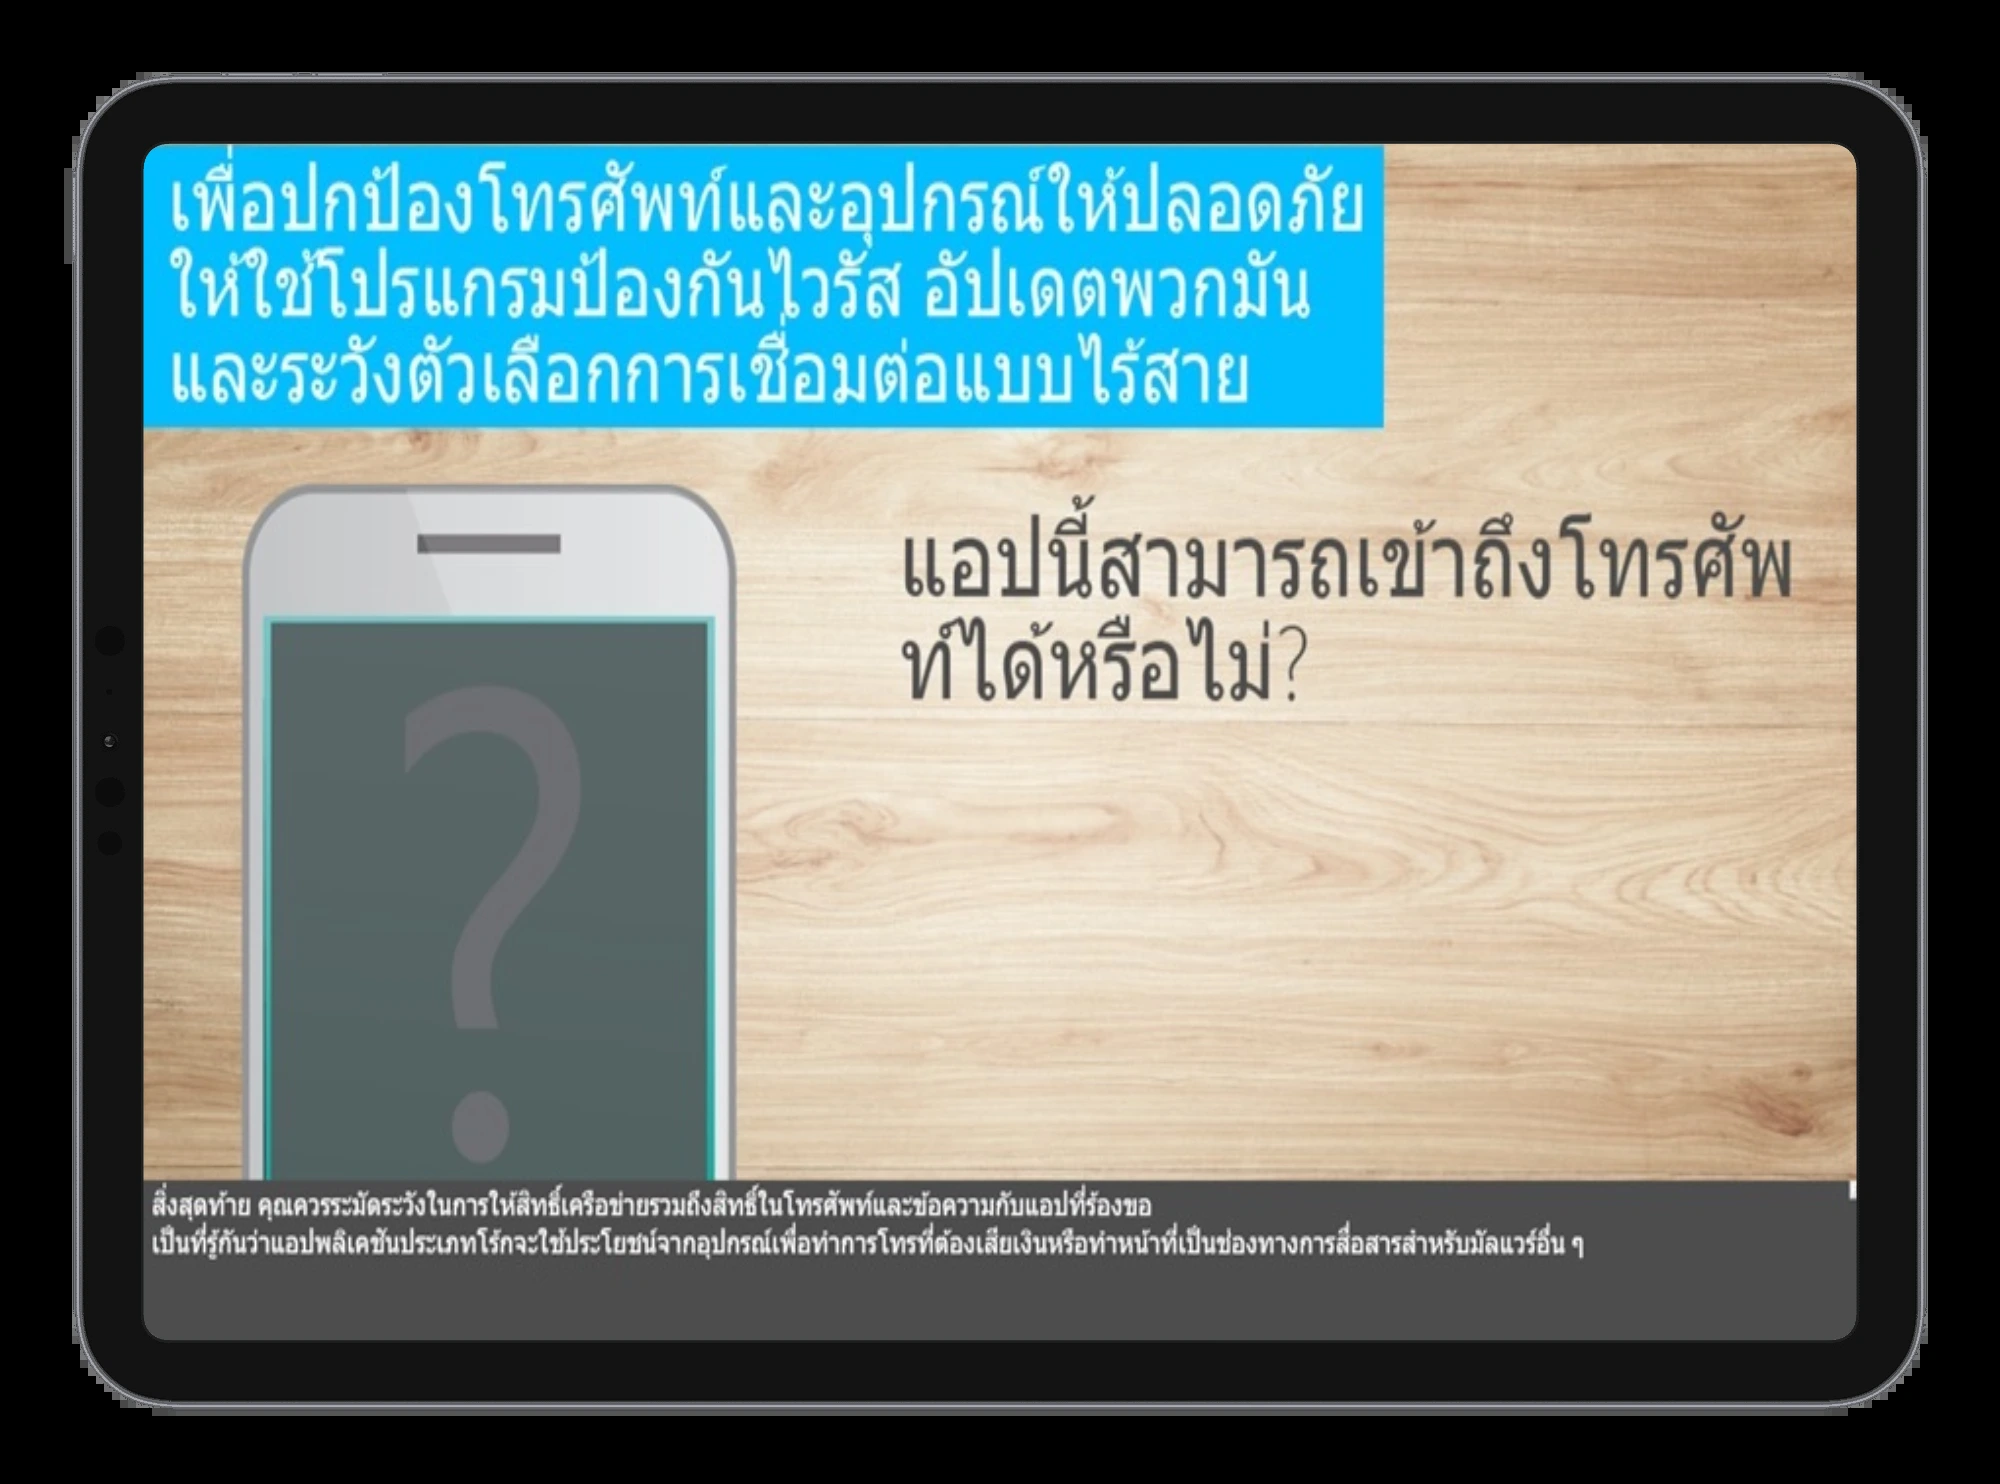 เพื่อปกป้องโทรศัพท์และอุปกรณ์ให้ปลอดภัย
ให้ใช้โปรแกรมป้องกันไวรัส อัปเดตพวกมัน
และระวังตัวเลือกการเชื่อมต่อแบบไร้สาย
แอปนี้สามารถเข้าถึงโทรศัพ
ท์ได้หรือไม่?
?
สิ่งสุดท้าย คุณควรระมัดระวังในการให้สิทธิ์เครือข่ายรวมถึงสิทธิ์ในโทรศัพท์และข้อความกับแอปที่ร้องขอ
เป็นที่รู้กันว่าแอปพลิเคชันประเภทโร้กจะใช้ประโยชน์จากอุปกรณ์เพื่อทำการโทรที่ต้องเสียเงินหรือทำหน้าที่เป็นช่องทางการสื่อสารสำหรับมัลแวร์อื่น ๆ